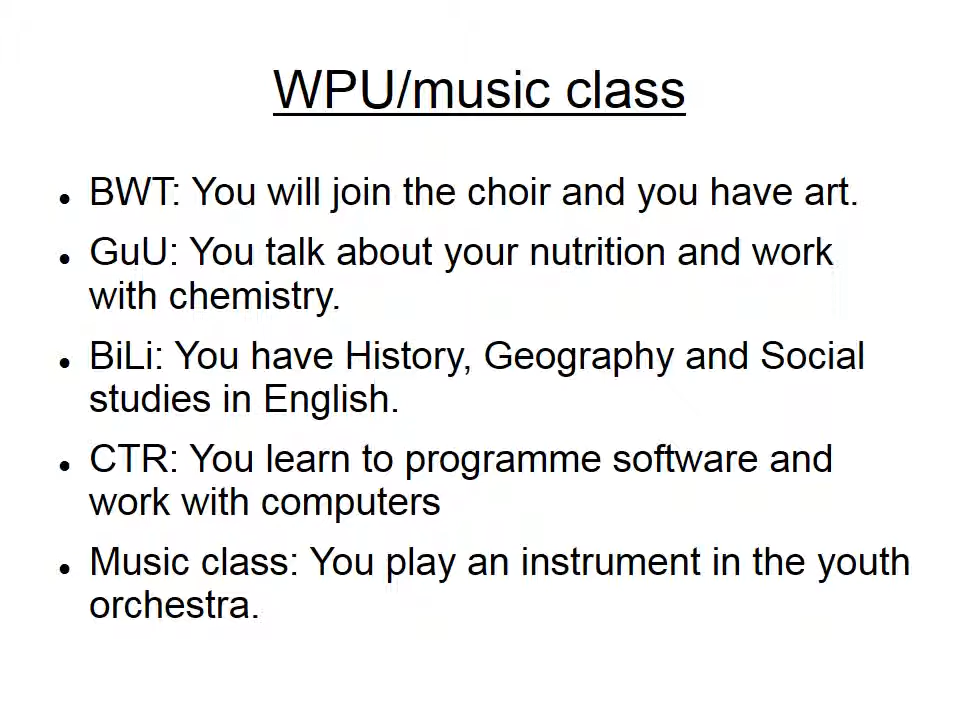 WPU/music class
BWT: You will join the choir and you have art.
GuU: You talk about your nutrition and work
with chemistry.
BiLi: You have History, Geography and Social
studies in English.
CTR: You learn to programme software and
work with computers
Music class: You play an instrument in the youth
orchestra.